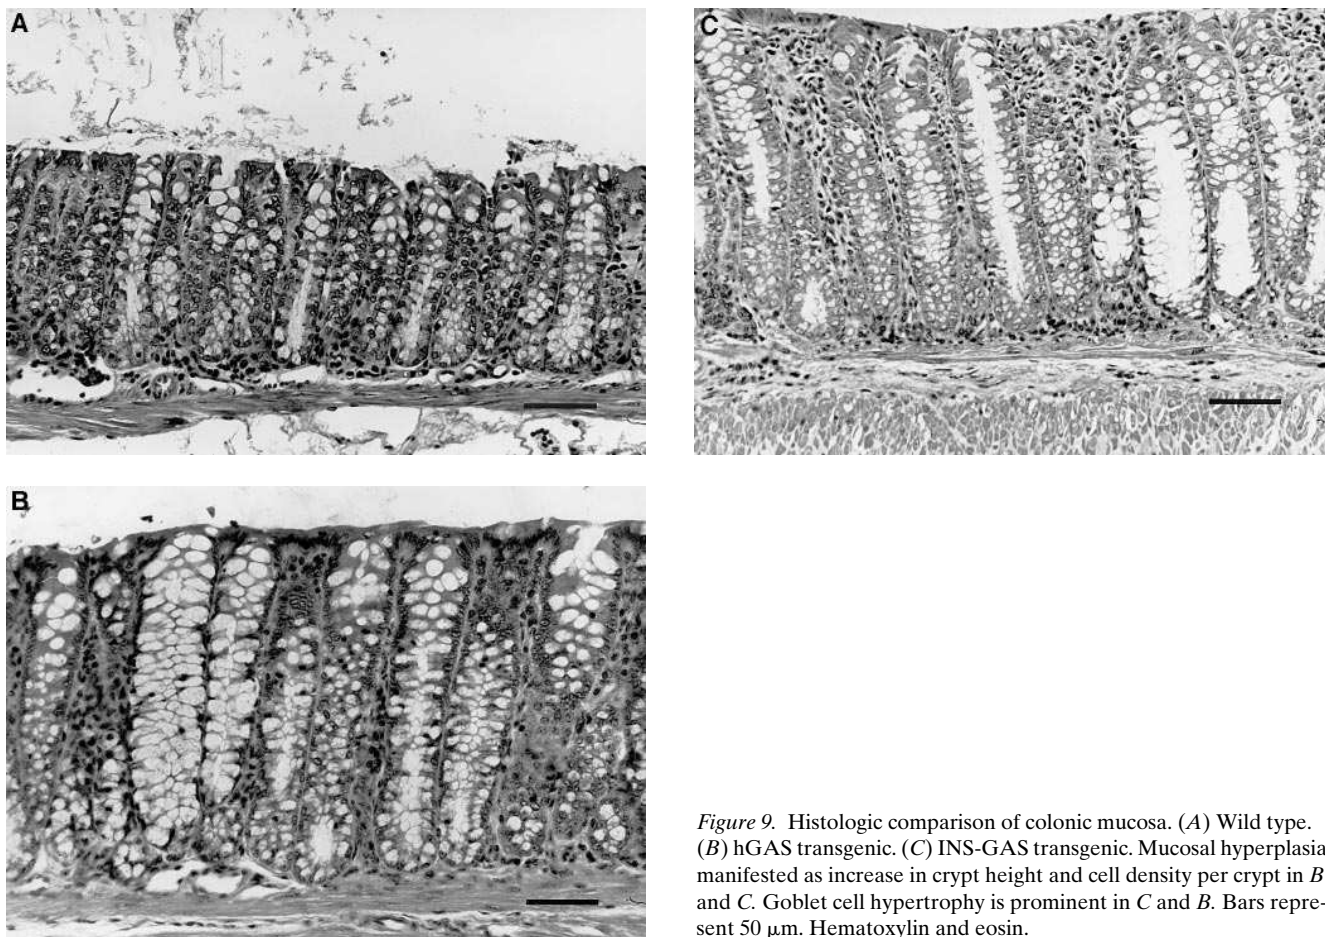 A
C
B
Figure 9. Histologic comparison of colonic mucosa. (A) Wild type.
(B) hGAS transgenic. (C) INS-GAS transgenic. Mucosal hyperplasia
manifested as increase in crypt height and cell density per crypt in B
and C. Goblet cell hypertrophy is prominent in C and B. Bars repre-
sent 50 μm. Hematoxylin and eosin.